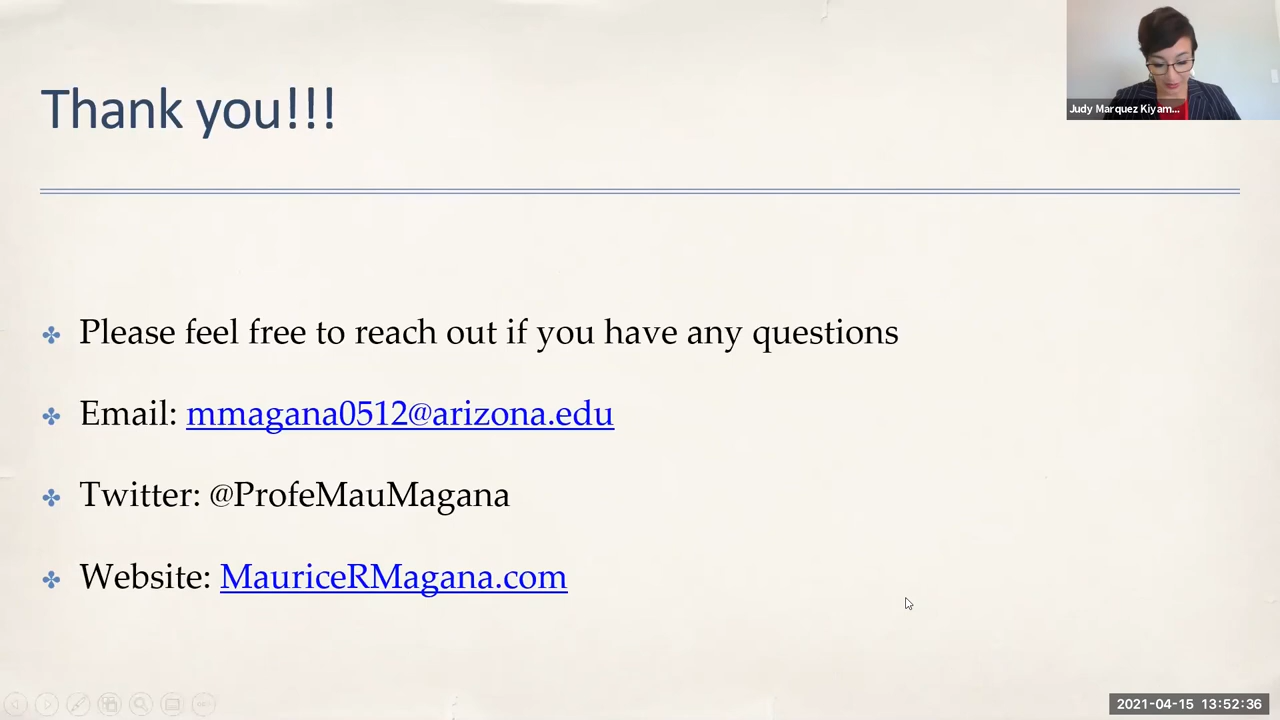 Thank you!!!
Judy Marquez Kiyam...
Please feel free to reach out if you have any questions
Email: mmagana0512@arizona.edu
Twitter: @ProfeMauMagana
Website: MauriceRMagana.com
2021-04-15 13:52:36